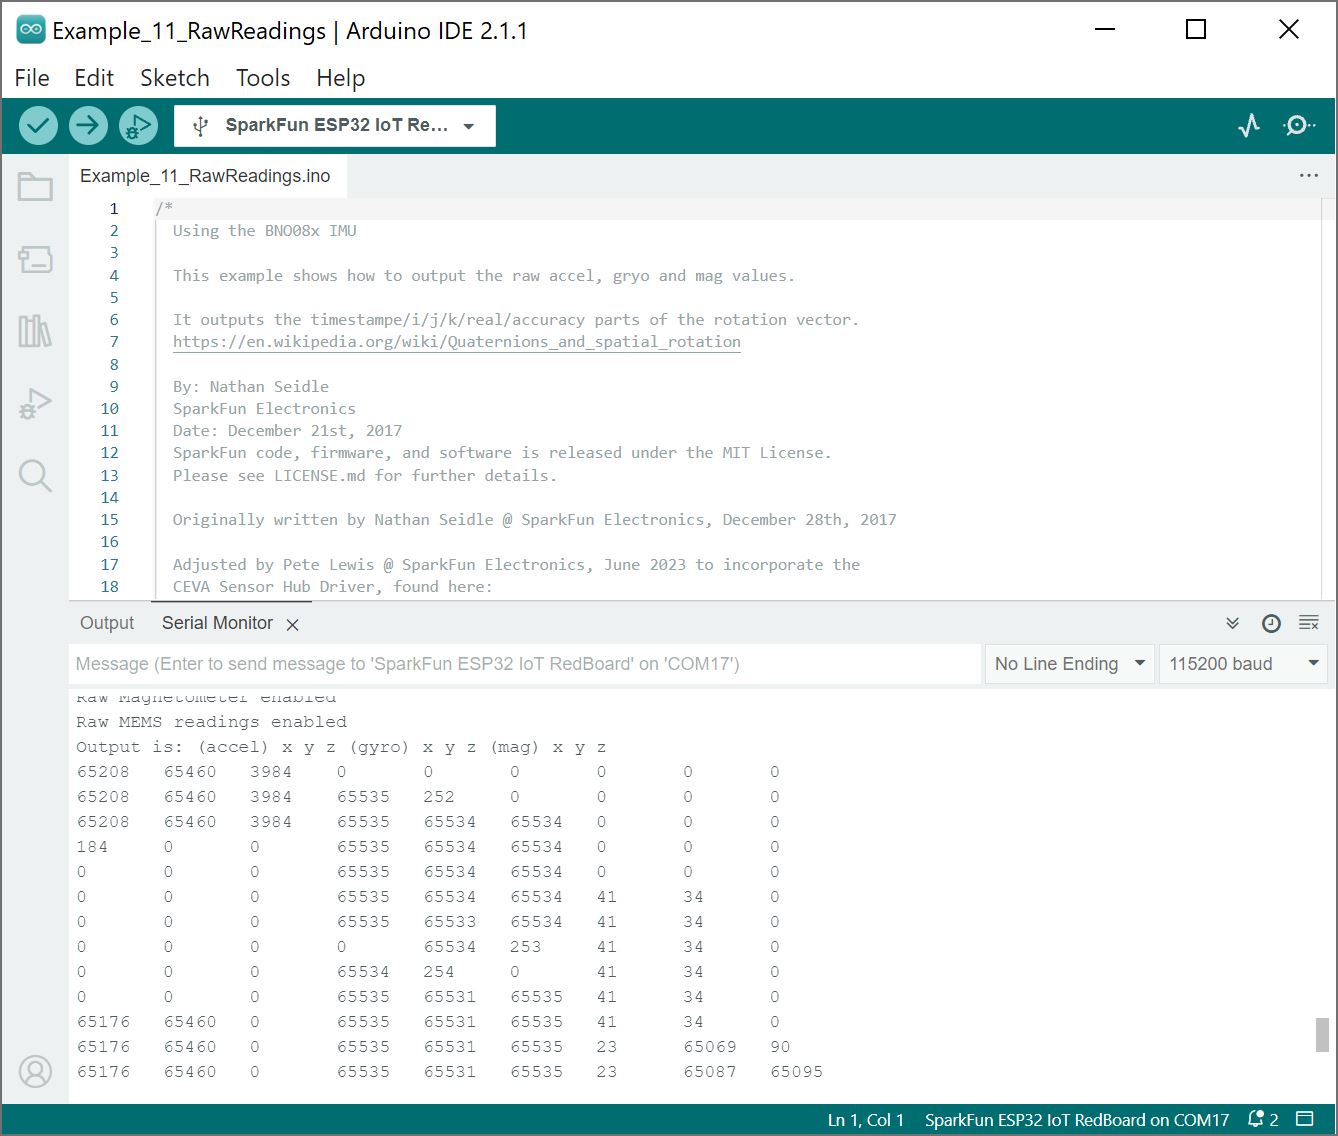 Example_11_RawReadings | Arduino IDE 2.1.1
File Edit Sketch Tools Help
SparkFun ESP32 IoT Re...
Example_11_RawReadings.ino
1 /*
2 Using the BNO08x IMU
3
4 This example shows how to output the raw accel, gryo and mag values.
5
6 It outputs the timestampe/i/j/k/real/accuracy parts of the rotation vector.
7 https://en.wikipedia.org/wiki/Quaternions_and_spatial_rotation
8
9 By: Nathan Seidle
10 SparkFun Electronics
11 Date: December 21st, 2017
12 SparkFun code, firmware, and software is released under the MIT License.
13 Please see LICENSE.md for further details.
14
15 Originally written by Nathan Seidle @ SparkFun Electronics, December 28th, 2017
16
17 Adjusted by Pete Lewis @ SparkFun Electronics, June 2023 to incorporate the
18 CEVA Sensor Hub Driver, found here:
Output Serial Monitor
Message (Enter to send message to 'SparkFun ESP32 IoT RedBoard' on 'COM17') No Line Ending 115200 baud
Raw Magnetometer enabled
Raw MEMS readings enabled
Output is: (accel) x y z (gyro) x y z (mag) x y z
65208 65460 3984 0 0 0 0 0 0
65208 65460 3984 65535 252 0 0 0 0
65208 65460 3984 65535 65534 65534 0 0 0
184 0 0 65535 65534 65534 0 0 0
0 0 0 65535 65534 65534 0 0 0
0 0 0 65535 65534 65534 41 34 0
0 0 0 65535 65533 65534 41 34 0
0 0 0 0 65534 253 41 34 0
0 0 0 65534 254 0 41 34 0
0 0 0 65535 65531 65535 41 34 0
65176 65460 0 65535 65531 65535 41 34 0
65176 65460 0 65535 65531 65535 23 65069 90
65176 65460 0 65535 65531 65535 23 65087 65095
Ln 1, Col 1 SparkFun ESP32 IoT RedBoard on COM17 2